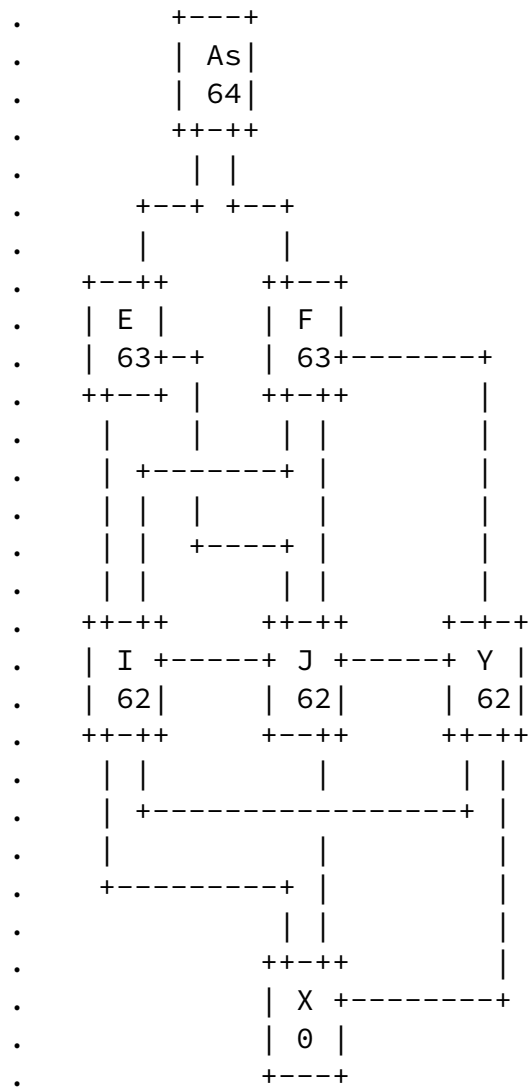 .        +---+
.        | As|
.        | 64|
.        ++-++
.         | |
.      +--+ +--+
.      |       |
.   +--++     ++--+
.   | E |     | F |
.   | 63+-+   | 63+-------+
.   ++--+ |   ++-++       |
.    |    |    | |        |
.    | +-------+ |        |
.    | |  |      |        |
.    | |  +----+ |        |
.    | |       | |        |
.   ++-++     ++-++     +-+-+
.   | I +-----+ J +-----+ Y |
.   | 62|     | 62|     | 62|
.   ++-++     +--++     ++-++
.    | |         |       | |
.    | +-----------------+ |
.    |           |         |
.    +---------+ |         |
.              | |         |
.             ++-++        |
.             | X +--------+
.             | 0 |
.             +---+